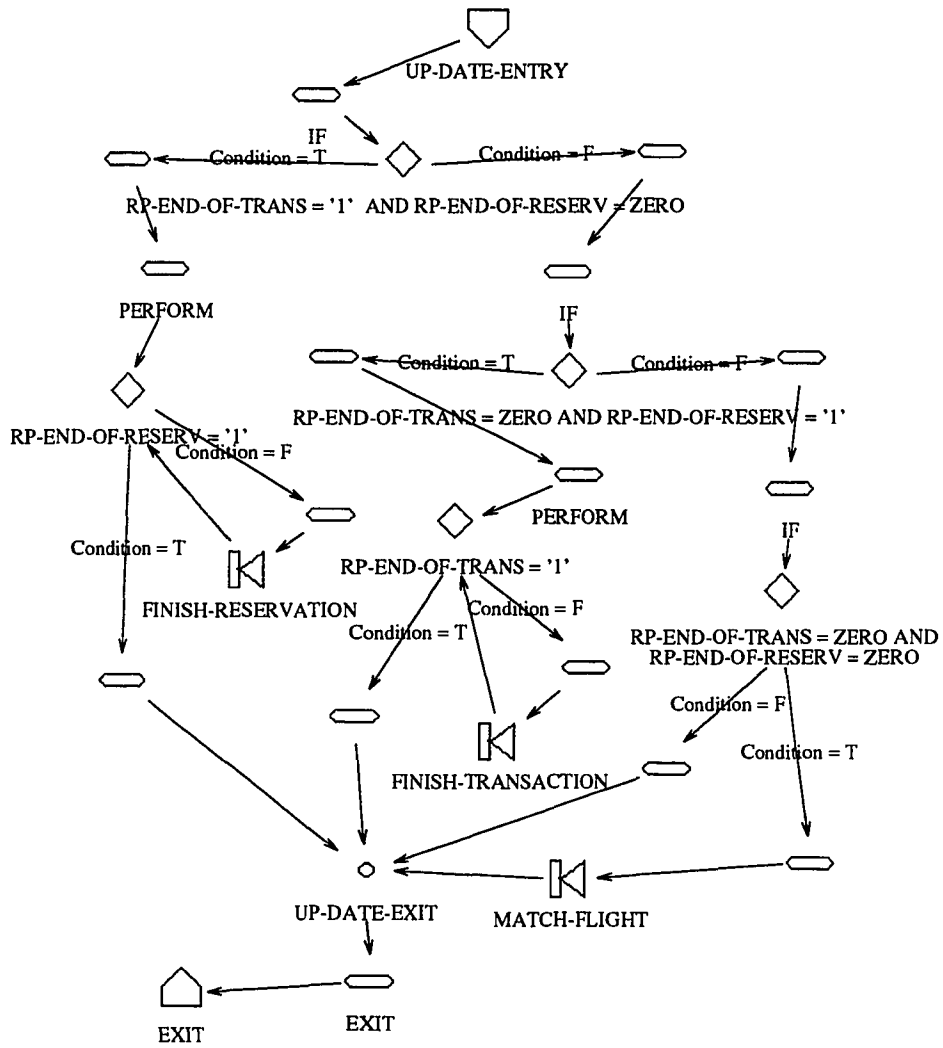 UP-DATE-ENTRY
IF
Condition = T
Condition = F
RP-END-OF-TRANS = '1' AND RP-END-OF-RESERV = ZERO
PERFORM
IF
Condition = T
Condition = F
RP-END-OF-TRANS = ZERO AND RP-END-OF-RESERV = '1'
RP-END-OF-RESERV = '1'
Condition = F
PERFORM
IF
Condition = T
RP-END-OF-TRANS = '1'
FINISH-RESERVATION
Condition = F
Condition = T
RP-END-OF-TRANS = ZERO AND
RP-END-OF-RESERV = ZERO
Condition = F
Condition = T
FINISH-TRANSACTION
UP-DATE-EXIT
MATCH-FLIGHT
EXIT
EXIT